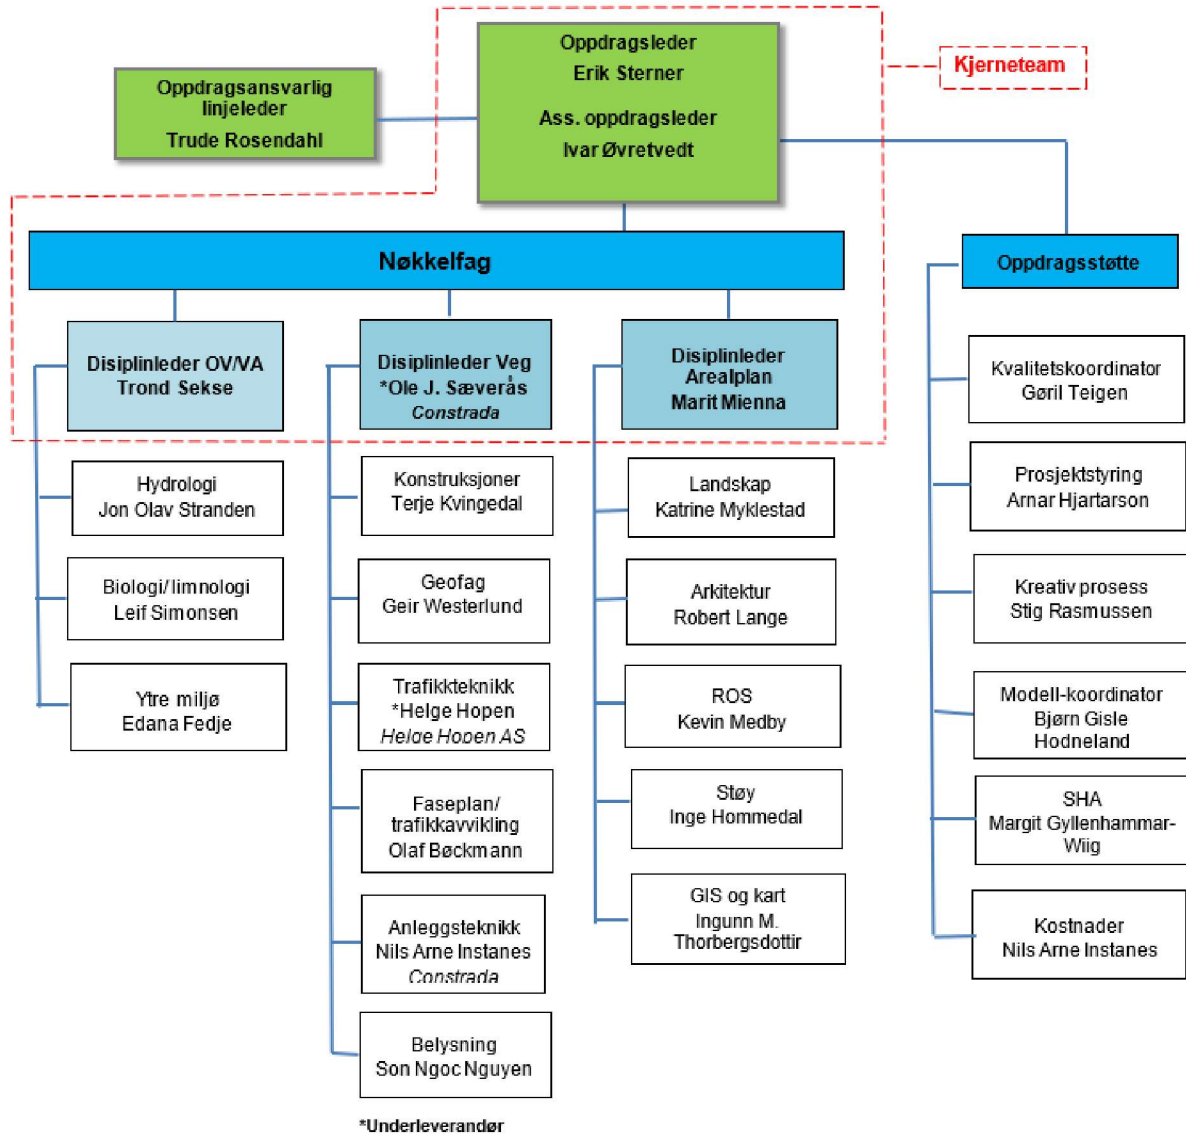 Oppdragsleder
Erik Sterner
Ass. oppdragsleder
Ivar Øvretvedt
Kjerneteam
Oppdragsansvarlig
linjeleder
Trude Rosendahl
Nøkkelfag
Oppdragsstøtte
Disiplinleder OV/VA
Trond Sekse
Hydrologi
Jon Olav Stranden
Biologi/limnologi
Leif Simonsen
Ytre miljø
Edana Fedje
Disiplinleder Veg
*Ole J. Sæverås
Constrada
Konstruksjoner
Terje Kvingedal
Geofag
Geir Westerlund
Trafikkteknikk
*Helge Hopen
Helge Hopen AS
Faseplan/
trafikkavvikling
Olaf Bøckmann
Anleggsteknikk
Nils Arne Instanes
Constrada
Belysning
Son Ngoc Nguyen
*Underleverandør
Disiplinleder
Arealplan
Marit Mienna
Landskap
Katrine Myklestad
Arkitektur
Robert Lange
ROS
Kevin Medby
Støy
Inge Hommedal
GIS og kart
Ingunn M.
Thorbergsdottir
Kvalitetskoordinator
Gøril Teigen
Prosjektstyring
Arnar Hjartarson
Kreativ prosess
Stig Rasmussen
Modell-koordinator
Bjørn Gisle
Hodneland
SHA
Margit Gyllenhammar-
Wiig
Kostnader
Nils Arne Instanes